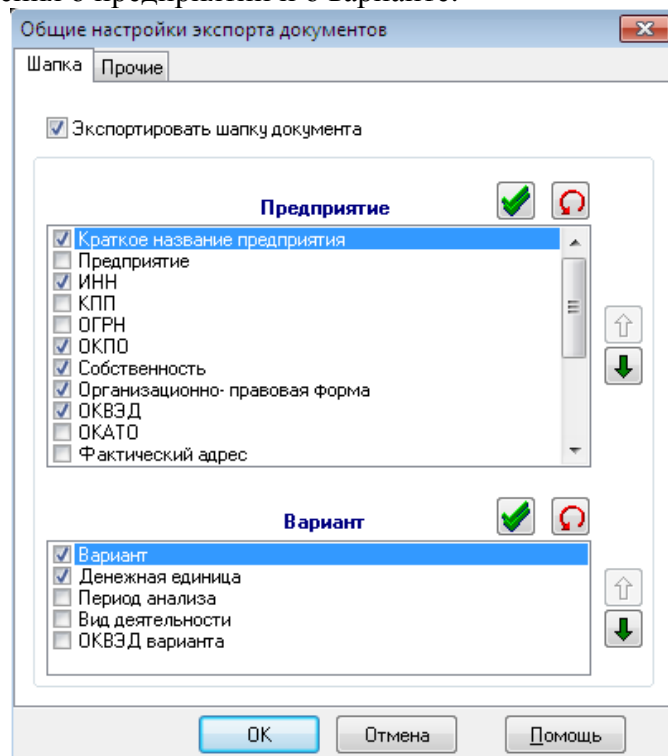 о предприятии и о варианте.
Общие настройки экспорта документов
Шапка Прочие
Экспортировать шапку документа
Предприятие
Краткое название предприятия
Предприятие
ИНН
КПП
ОГРН
ОКПО
Собственность
Организационно- правовая форма
ОКВЭД
ОКАТО
Фактический адрес
Вариант
Вариант
Денежная единица
Период анализа
Вид деятельности
ОКВЭД варианта
OK Отмена Помощь